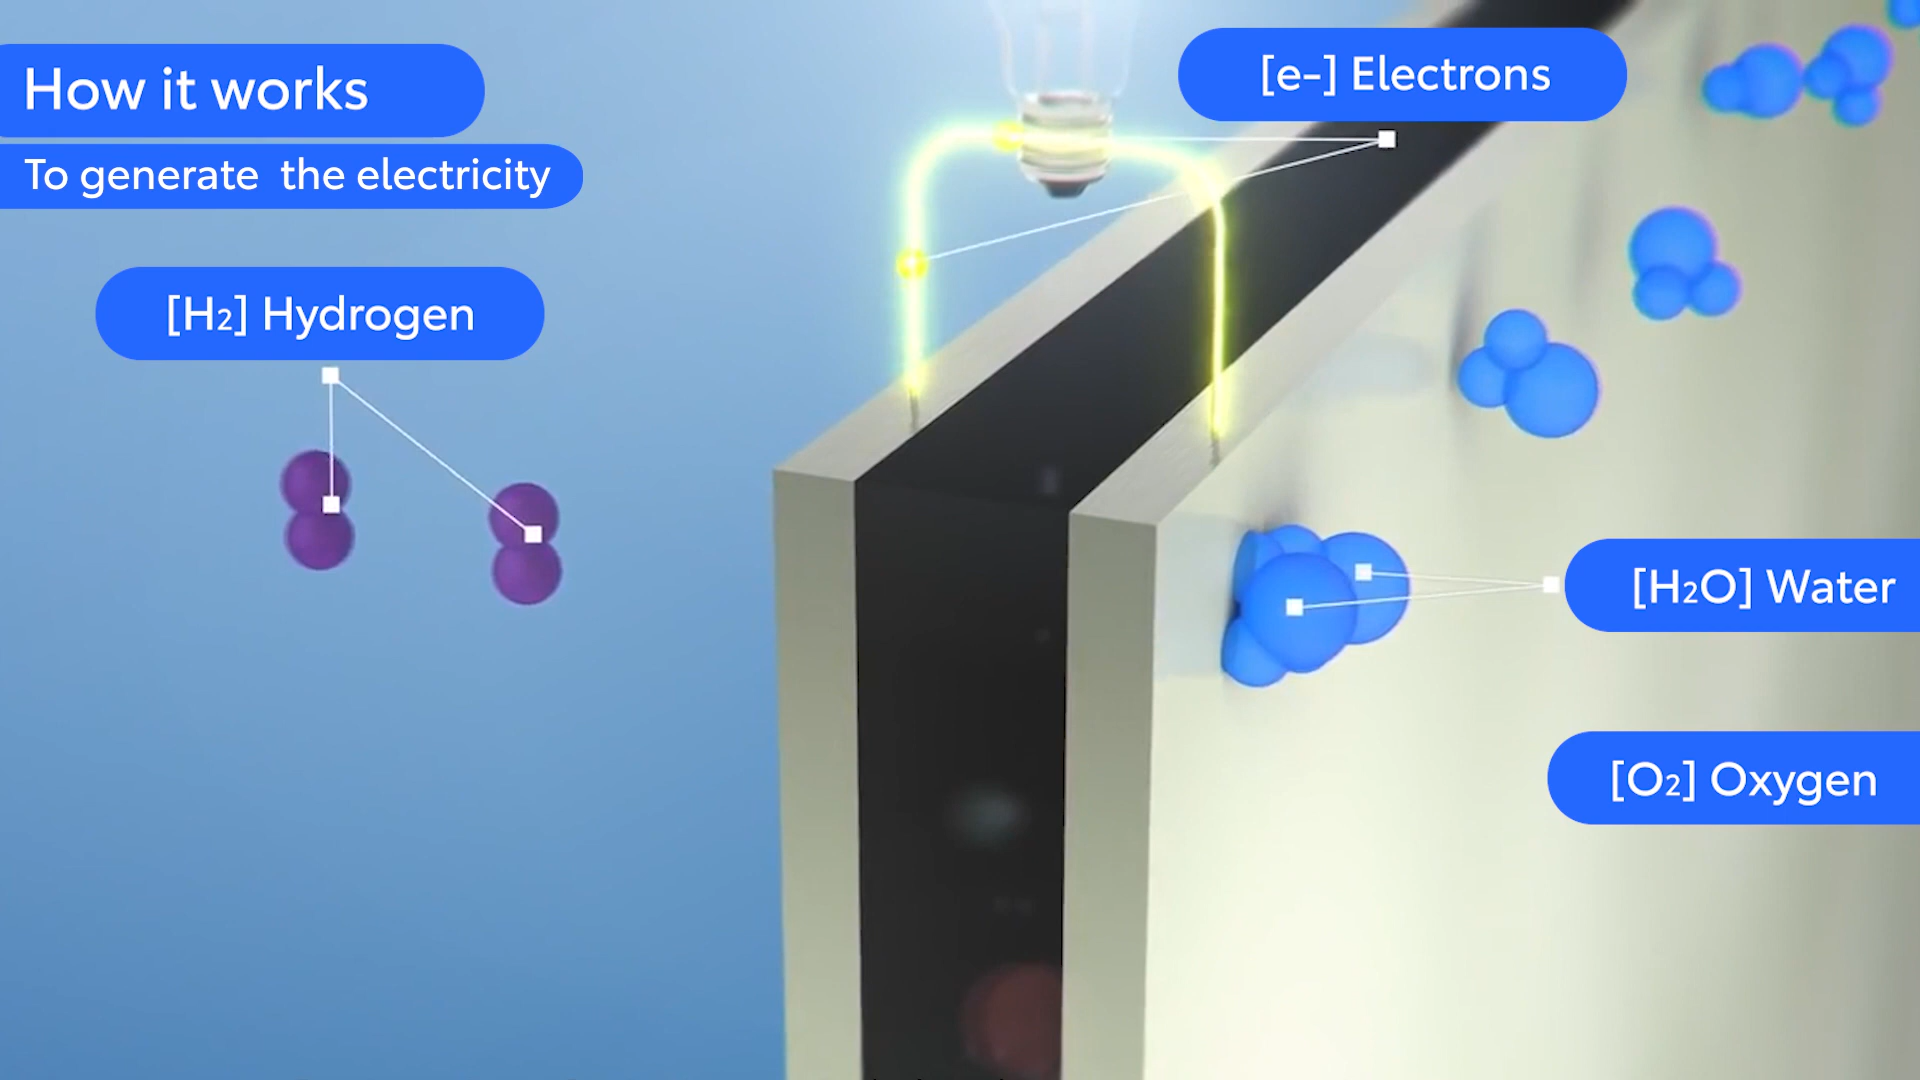 How it works
To generate  the electricity
[e-] Electrons
[H2] Hydrogen
[H2O] Water
[O2] Oxygen